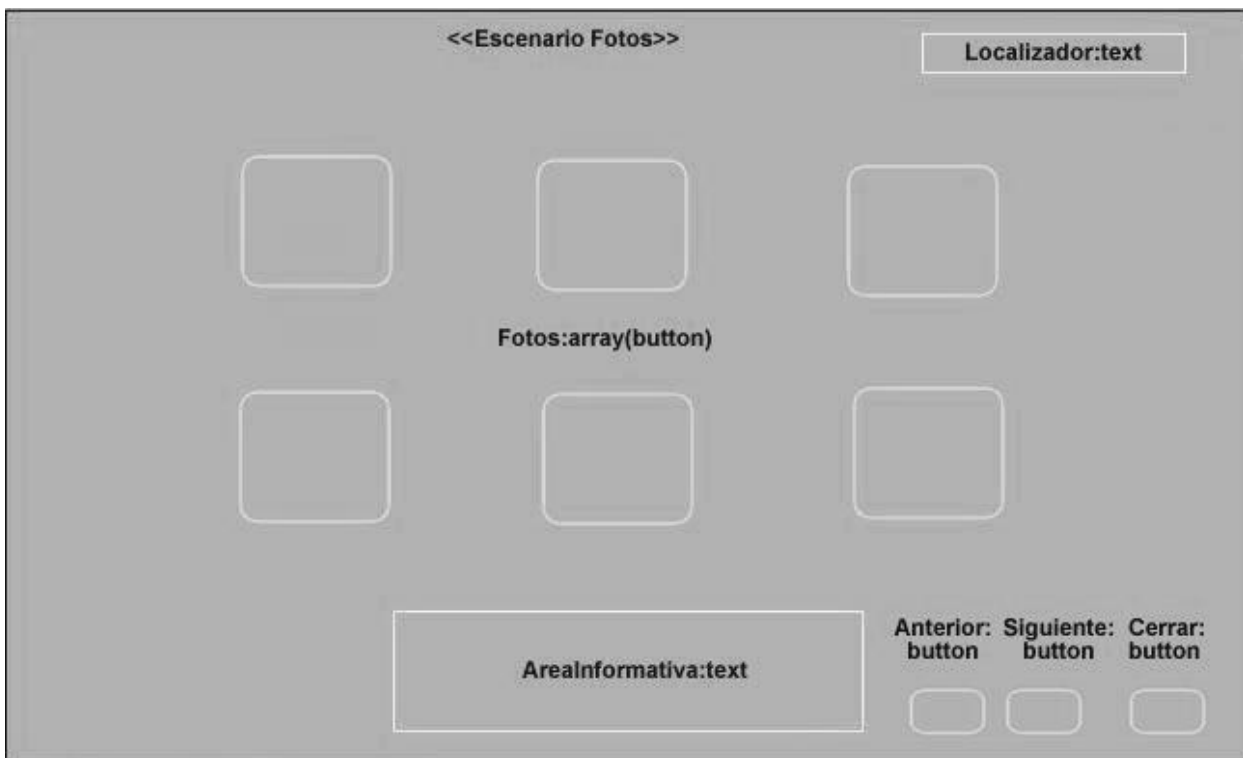 <<Escenario Fotos>>
Localizador:text
Fotos:array(button)
AreaInformativa:text
Anterior:
button
Siguiente:
button
Cerrar:
button